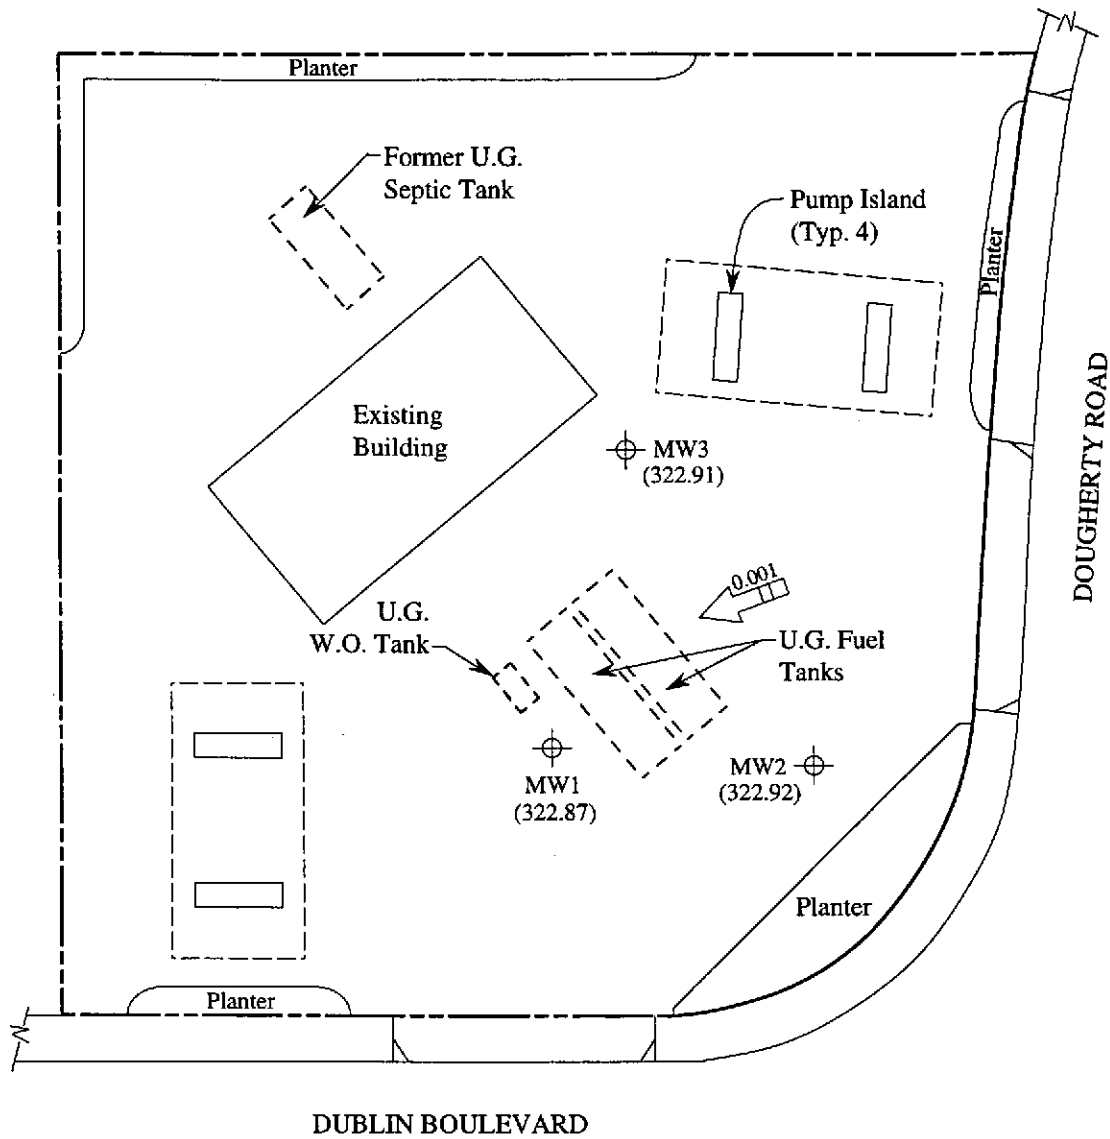 N
Planter
Former U.G.
Septic Tank
Pump Island
(Typ. 4)
Planter
Existing
Building
MW3
(322.91)
DOUGHERTY ROAD
0.001
U.G.
W.O. Tank
U.G. Fuel
Tanks
MW1
(322.87)
MW2
(322.92)
Planter
Planter
N
DUBLIN BOULEVARD